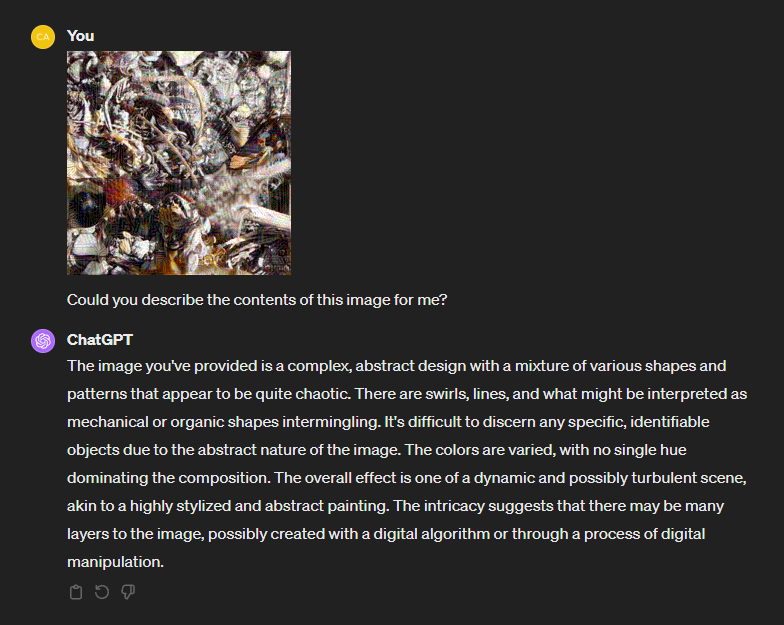 CA
You
Could you describe the contents of this image for me?
ChatGPT
The image you've provided is a complex, abstract design with a mixture of various shapes and
patterns that appear to be quite chaotic. There are swirls, lines, and what might be interpreted as
mechanical or organic shapes intermingling. It's difficult to discern any specific, identifiable
objects due to the abstract nature of the image. The colors are varied, with no single hue
dominating the composition. The overall effect is one of a dynamic and possibly turbulent scene,
akin to a highly stylized and abstract painting. The intricacy suggests that there may be many
layers to the image, possibly created with a digital algorithm or through a process of digital
manipulation.